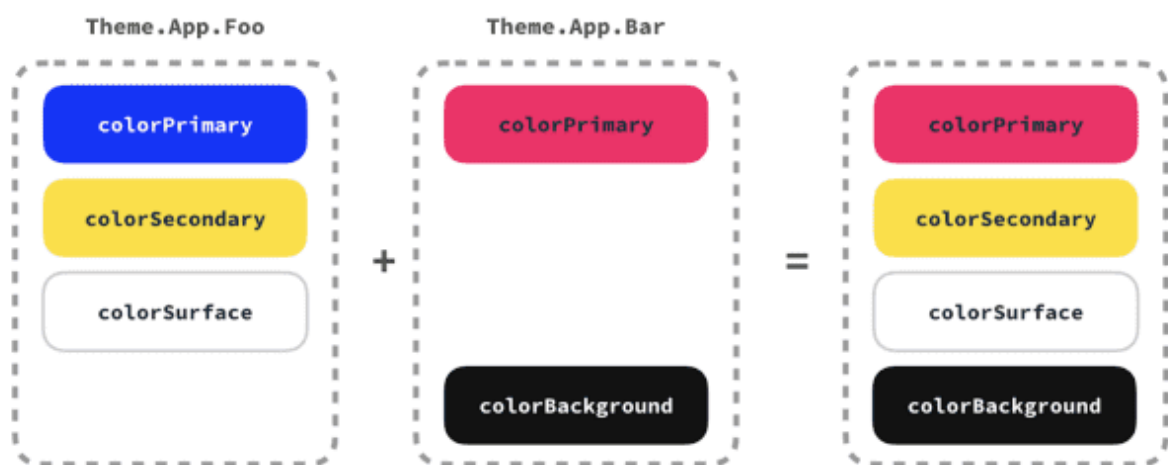 Theme.App.Foo
Theme.App.Bar
colorPrimary
colorPrimary
colorPrimary
colorSecondary
colorSecondary
+
=
colorSurface
colorSurface
colorBackground
colorBackground